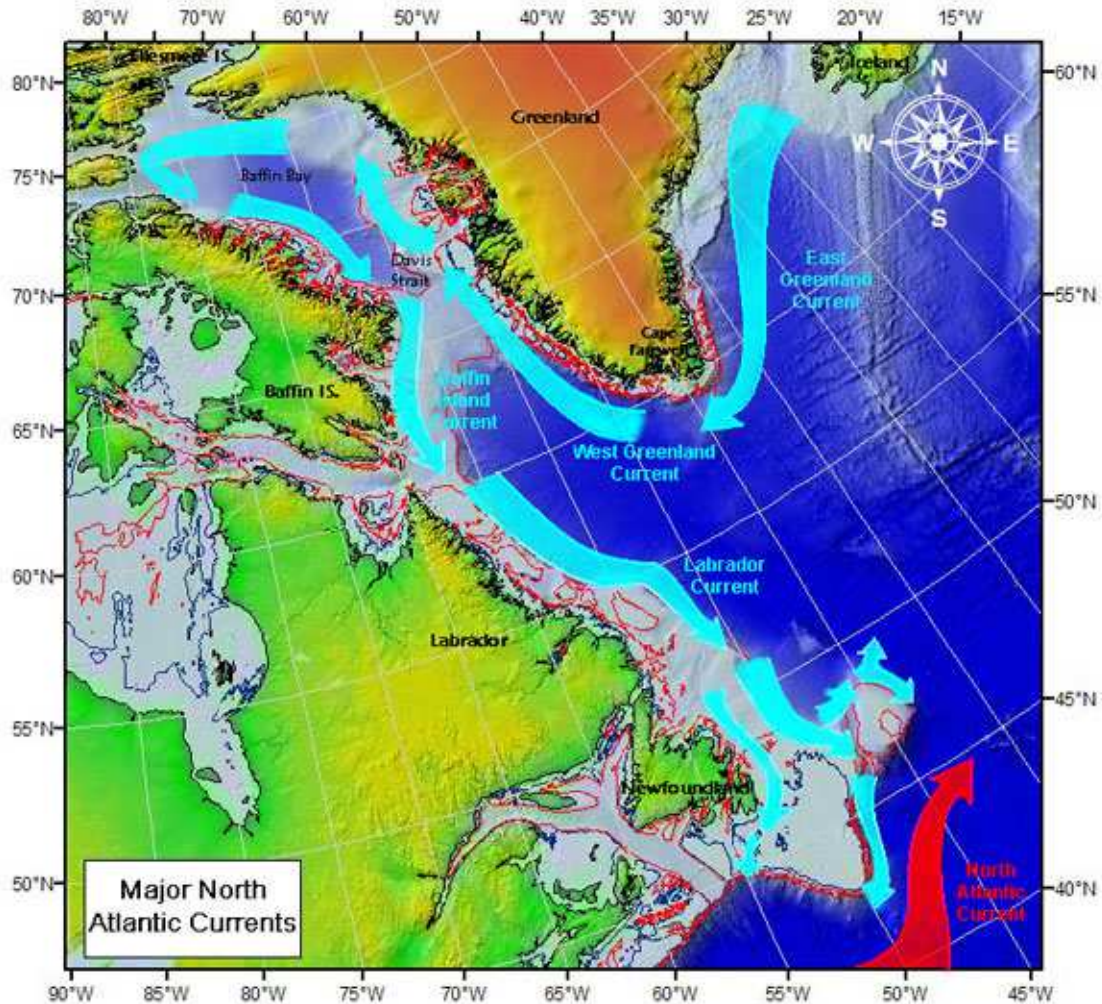 80°W 70°W 60°W 50°W 40°W 35°W 30°W 25°W 20°W 15°W
Ellesmere IS.
Iceland
80°N
60°N
Greenland
N
W E
S
75°N
Baffin Bay
Davis
Strait
East
Greenland
Current
70°N
55°N
Cape
Farewell
Baffin IS.
Baffin
Island
Current
65°N
West Greenland
Current
50°N
60°N
Labrador
Current
Labrador
55°N
45°N
Newfoundland
50°N
40°N
North
Atlantic
Current
Major North
Atlantic Currents
90°W 85°W 80°W 75°W 70°W 65°W 60°W 55°W 50°W 45°W